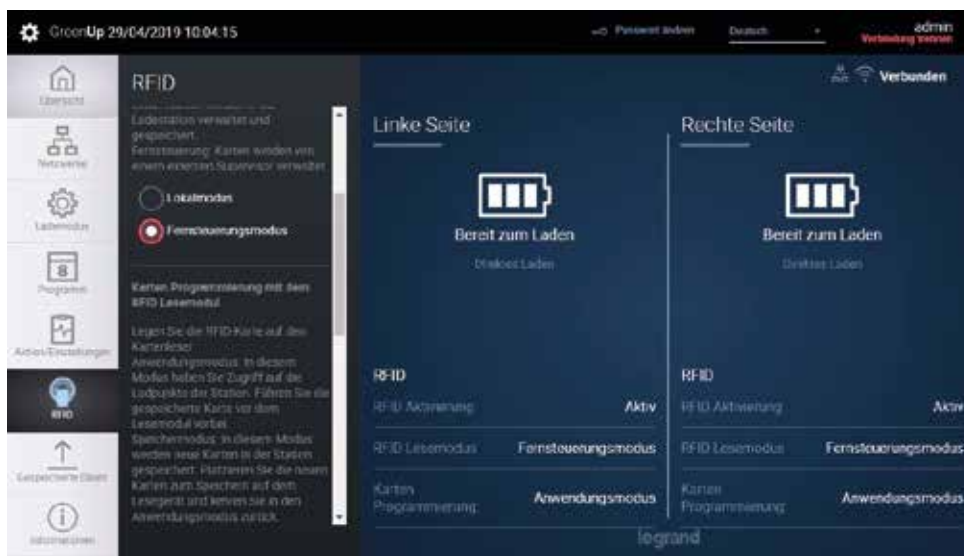 GreenUp 29/04/2019 10:04:15
Passwort ändern
Deutsch
admin
Verbindung trennen
Übersicht
Netzwerke
Lademodus
8
Programm
Aktion/Einstellungen
RFID
Gespeicherte Daten
Informationen
RFID
Ladestation verwaltet und
gespeichert.
Fernsteuerung: Karten werden von
einem externen Supervisor verwaltet
Lokalmodus
Fernsteuerungsmodus
Karten Programmierung mit dem
RFID Lesemodul
Legen Sie die RFID-Karte auf den
Kartenleser
Anwendungsmodus: In diesem
Modus haben Sie Zugriff auf die
Ladpunkte der Station. Führen Sie die
gespeicherte Karte vor dem
Lesemodul vorbei
Speichermodus: In diesem Modus
werden neue Karten in der Station
gespeichert. Platzieren Sie die neuen
Karten zum Speichern auf dem
Lesegerät und kehren sie in den
Anwendungsmodus zurück.
Verbunden
Linke Seite
Bereit zum Laden
Direktes Laden
RFID
RFID Aktivierung
Aktiv
RFID Lesemodus
Fernsteuerungsmodus
Karten
Programmierung
Anwendungsmodus
Rechte Seite
Bereit zum Laden
Direktes Laden
RFID
RFID Aktivierung
Aktiv
RFID Lesemodus
Fernsteuerungsmodus
Karten
Programmierung
Anwendungsmodus
legrand